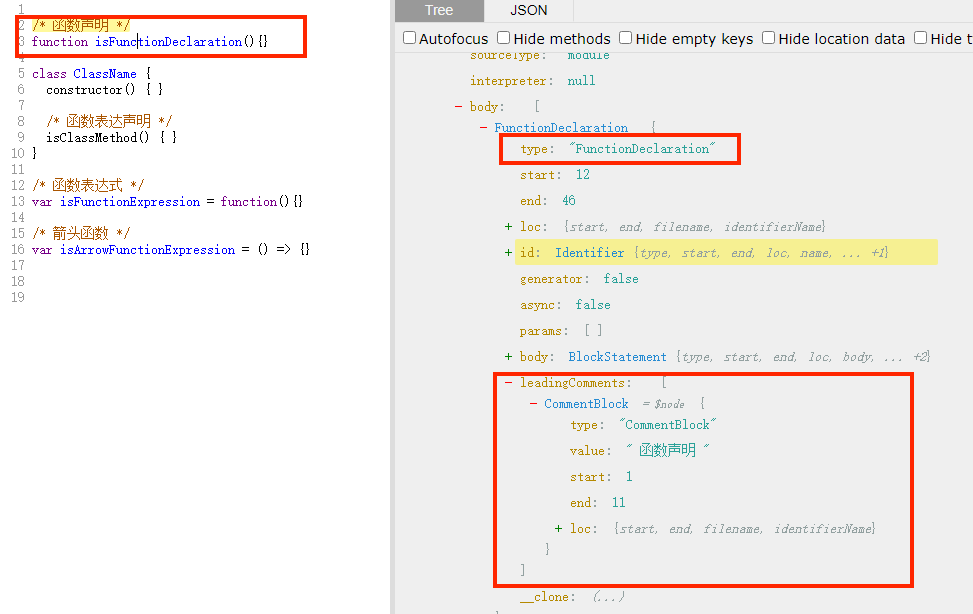 1
2 /* 函数声明 */
3 function isFunctionDeclaration(){}
4
5 class ClassName {
6 constructor() { }
7
8 /* 函数表达声明 */
9 isClassMethod() { }
10 }
11
12 /* 函数表达式 */
13 var isFunctionExpression = function(){}
14
15 /* 箭头函数 */
16 var isArrowFunctionExpression = () => {}
17
18
19
Tree JSON
Autofocus Hide methods Hide empty keys Hide location data Hide t
sourceType: "module"
interpreter: null
- body: [
- FunctionDeclaration {
type: "FunctionDeclaration"
start: 12
end: 46
+ loc: {start, end, filename, identifierName}
+ id: Identifier {type, start, end, loc, name, ... +1}
generator: false
async: false
params: [ ]
+ body: BlockStatement {type, start, end, loc, body, ... +2}
- leadingComments: [
- CommentBlock = $node {
type: "CommentBlock"
value: " 函数声明 "
start: 1
end: 11
+ loc: {start, end, filename, identifierName}
}
]
__clone: (...)